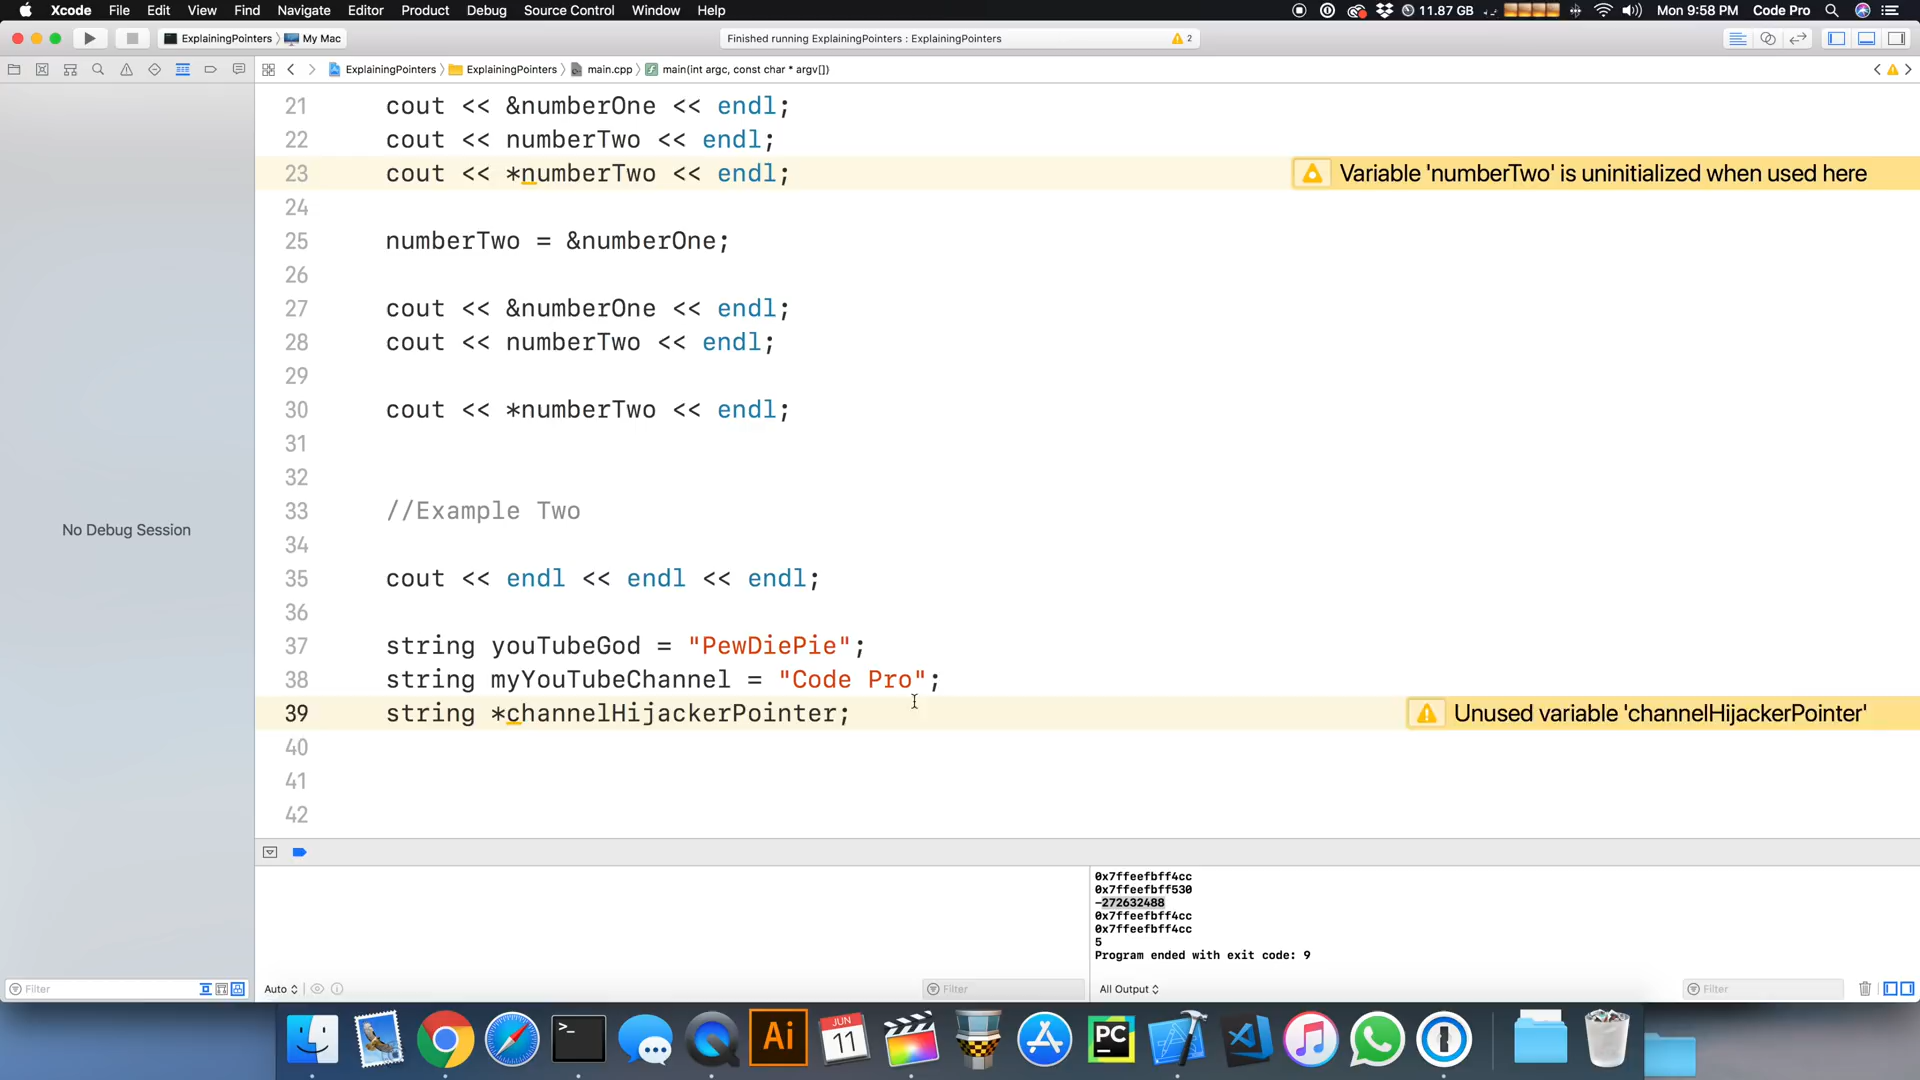 Xcode File Edit View Find Navigate Editor Product Debug Source Control Window Help 11.87 GB Mon 9:58 PM Code Pro
ExplainingPointers My Mac Finished running ExplainingPointers : ExplainingPointers 2
ExplainingPointers ExplainingPointers main.cpp main(int argc, const char * argv[])
21 cout << &numberOne << endl;
22 cout << numberTwo << endl;
23 cout << *numberTwo << endl; Variable 'numberTwo' is uninitialized when used here
24
25 numberTwo = &numberOne;
26
27 cout << &numberOne << endl;
28 cout << numberTwo << endl;
29
30 cout << *numberTwo << endl;
31
32
33 //Example Two
34
35 cout << endl << endl << endl;
36
37 string youTubeGod = "PewDiePie";
38 string myYouTubeChannel = "Code Pro";
39 string *channelHijackerPointer; Unused variable 'channelHijackerPointer'
40
41
42
No Debug Session
0x7ffeefbff4cc
0x7ffeefbff530
-272632488
0x7ffeefbff4cc
0x7ffeefbff4cc
5
Program ended with exit code: 9
Filter Auto Filter All Output Filter
>_ Ai JUN 11 PC